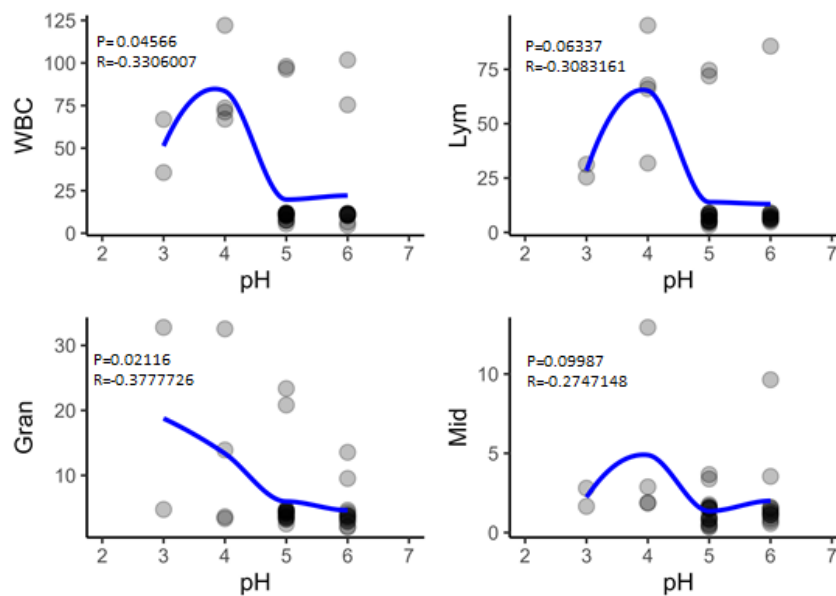 P= 0.04566
R=-0.3306007
WBC
125
100
75
50
25
0
2 3 4 5 6 7
pH
P=0.06337
R=-0.3083161
Lym
75
50
25
0
2 3 4 5 6 7
pH
P=0.02116
R=-0.3777726
Gran
30
20
10
2 3 4 5 6 7
pH
P=0.09987
R=-0.2747148
Mid
10
5
0
2 3 4 5 6 7
pH